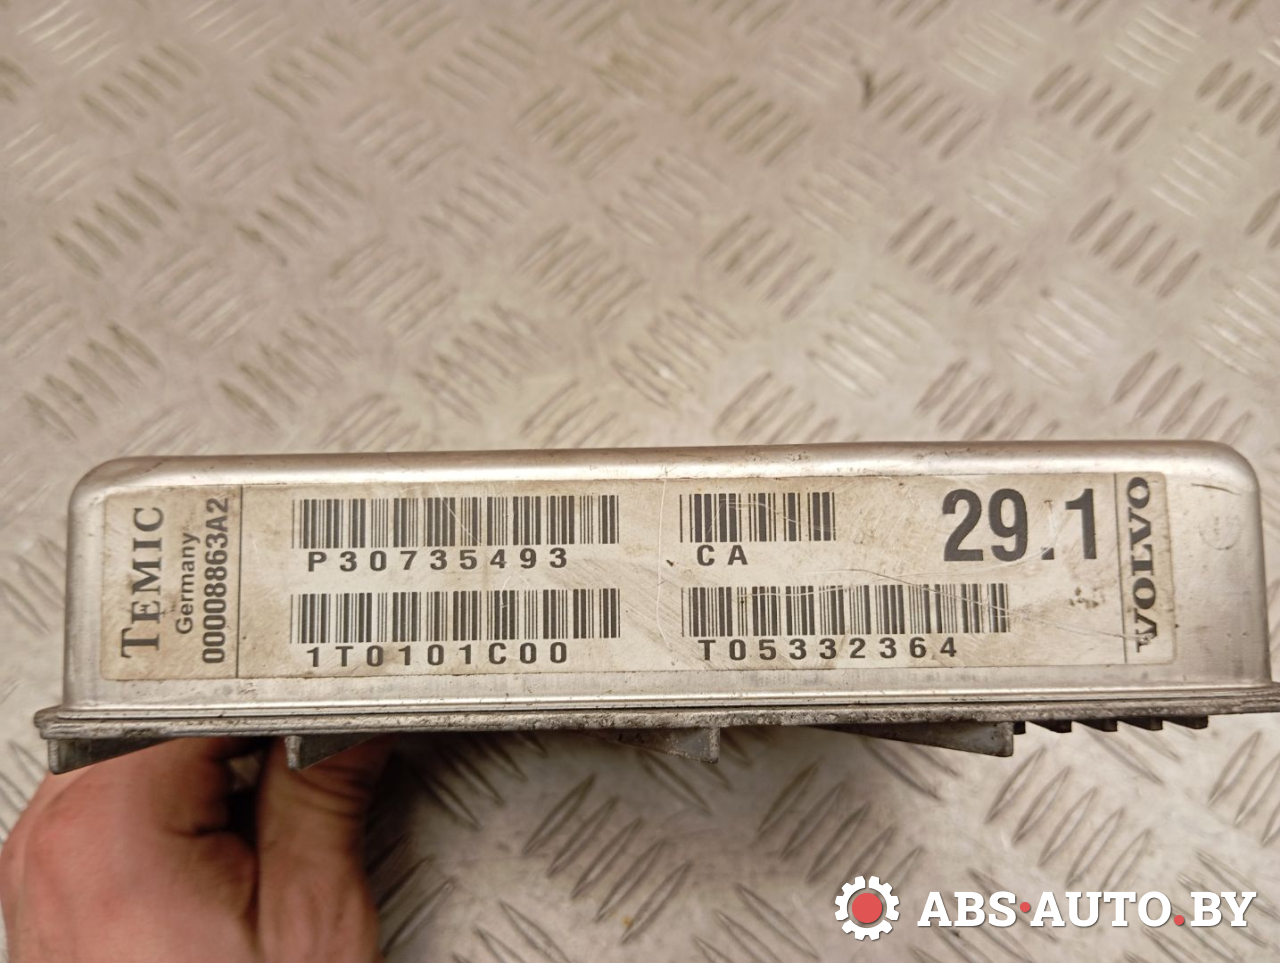 TEMIC
Germany
00008863A2
P30735493
CA
29.1
1T0101C00
T05332364
VOLVO
ABS·AUTO.BY